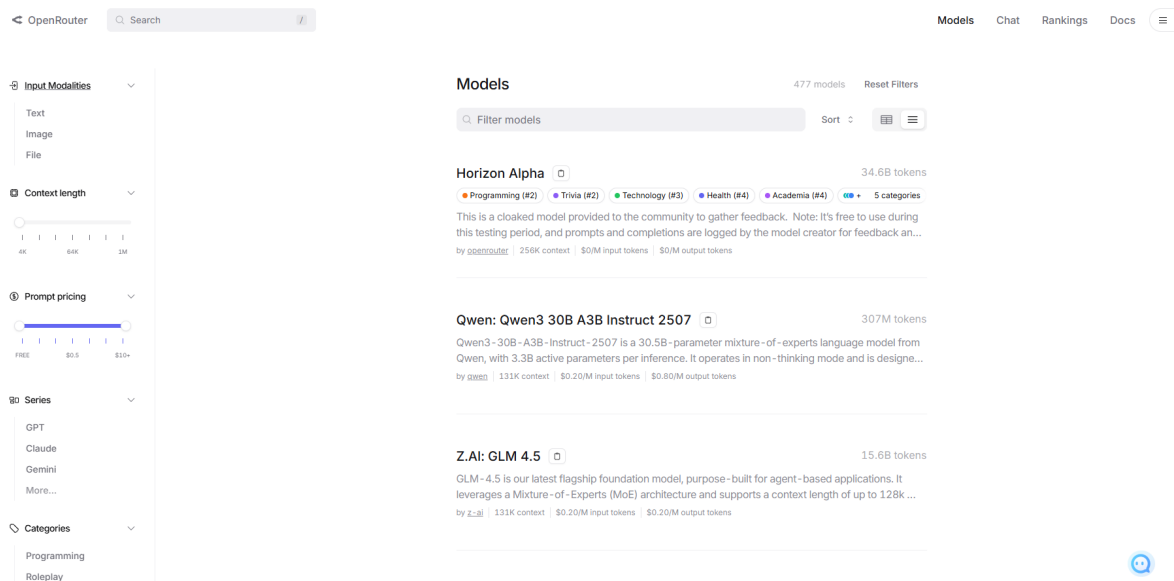 OpenRouter
Search
/
Models
Chat
Rankings
Docs
Input Modalities
Text
Image
File
Context length
4K 64K 1M
Prompt pricing
FREE $0.5 $10+
Series
GPT
Claude
Gemini
More...
Categories
Programming
Roleplay
Models
477 models
Reset Filters
Filter models
Sort
Horizon Alpha
34.6B tokens
Programming (#2) Trivia (#2) Technology (#3) Health (#4) Academia (#4) + 5 categories
This is a cloaked model provided to the community to gather feedback. Note: It's free to use during
this testing period, and prompts and completions are logged by the model creator for feedback an...
by openrouter 256K context $0/M input tokens $0/M output tokens
Qwen: Qwen3 30B A3B Instruct 2507
307M tokens
Qwen3-30B-A3B-Instruct-2507 is a 30.5B-parameter mixture-of-experts language model from
Qwen, with 3.3B active parameters per inference. It operates in non-thinking mode and is designe...
by qwen 131K context $0.20/M input tokens $0.80/M output tokens
Z.AI: GLM 4.5
15.6B tokens
GLM-4.5 is our latest flagship foundation model, purpose-built for agent-based applications. It
leverages a Mixture-of-Experts (MoE) architecture and supports a context length of up to 128k ...
by z-ai 131K context $0.20/M input tokens $0.20/M output tokens